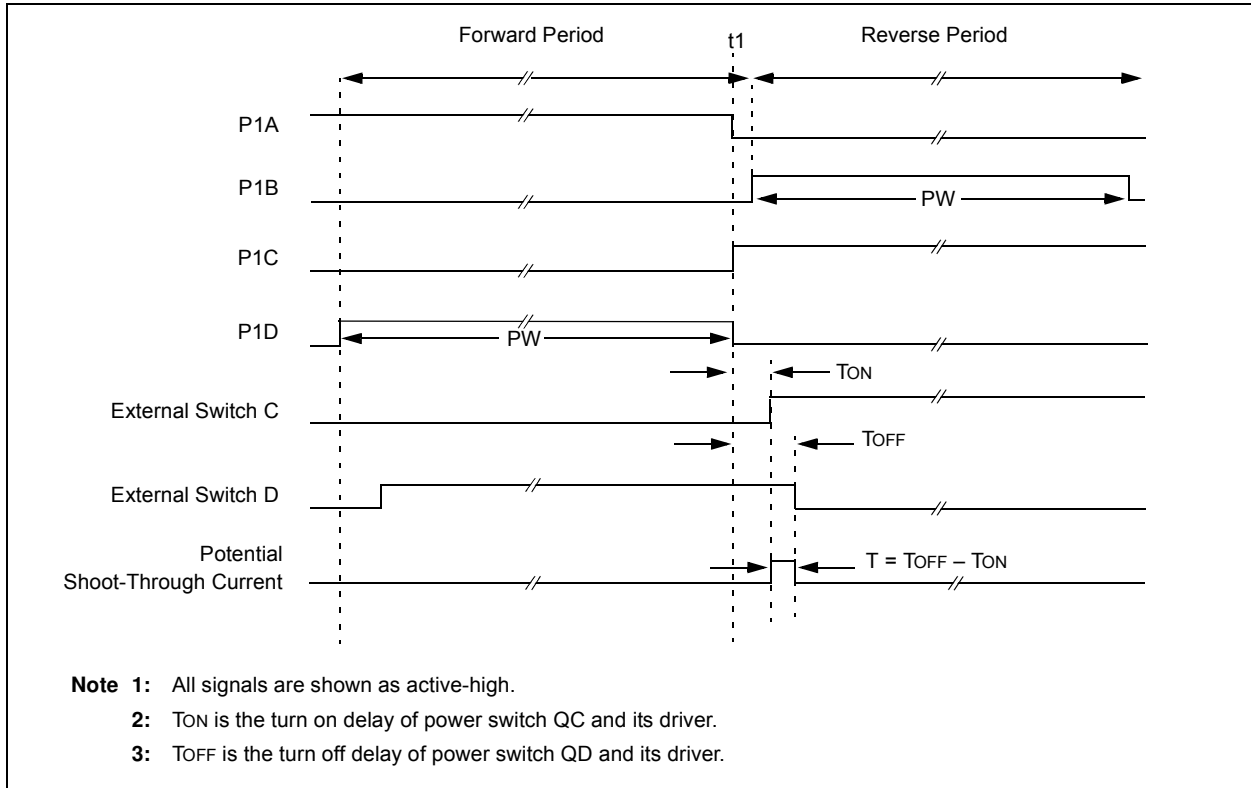 Forward Period
t1
Reverse Period
P1A
P1B
PW
P1C
P1D
PW
TON
External Switch C
TOFF
External Switch D
Potential
Shoot-Through Current
T = TOFF – TON
Note 1: All signals are shown as active-high.
2: TON is the turn on delay of power switch QC and its driver.
3: TOFF is the turn off delay of power switch QD and its driver.